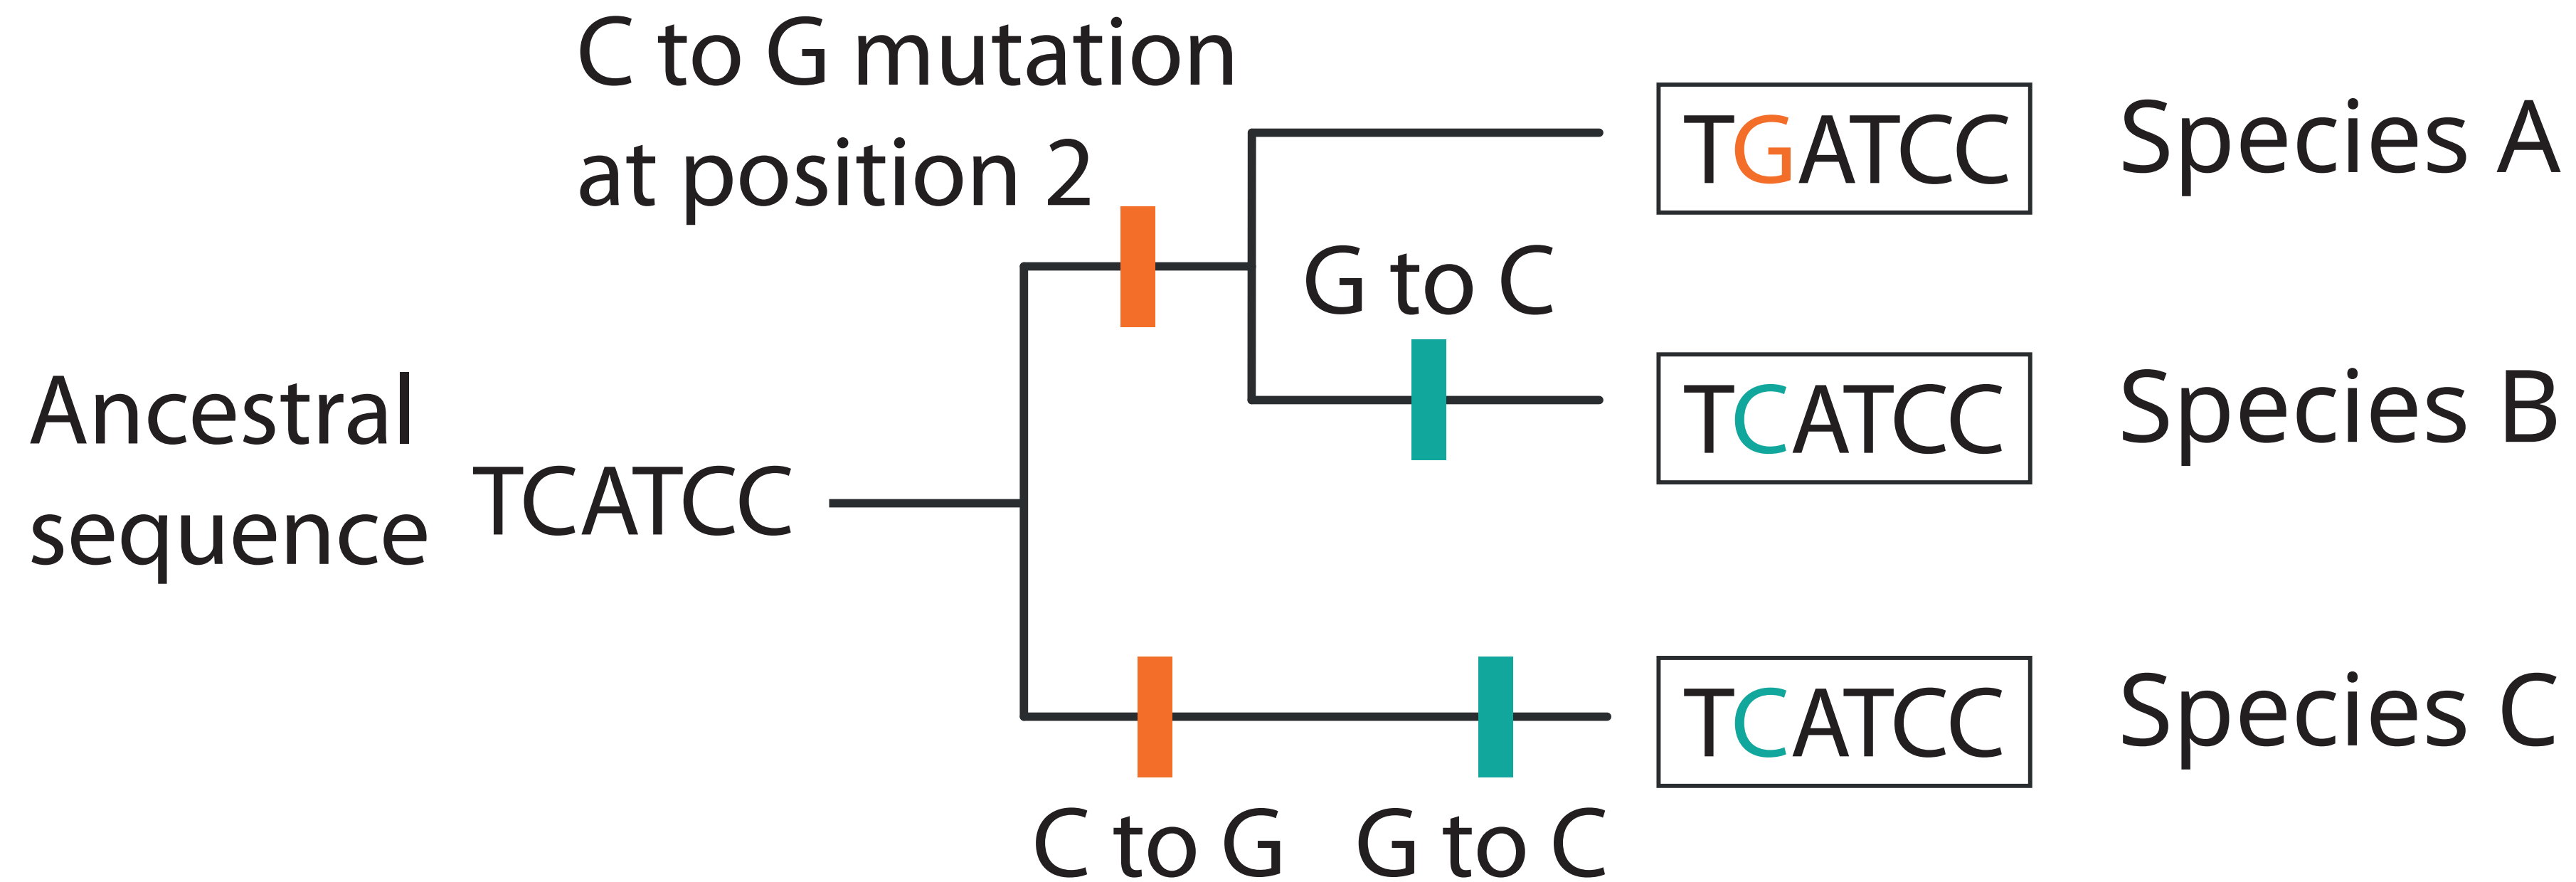 C to G mutation
at position 2
TGATCC Species A
G to C
Ancestral
sequence TCATCC
TCATCC Species B
TCATCC Species C
C to G G to C